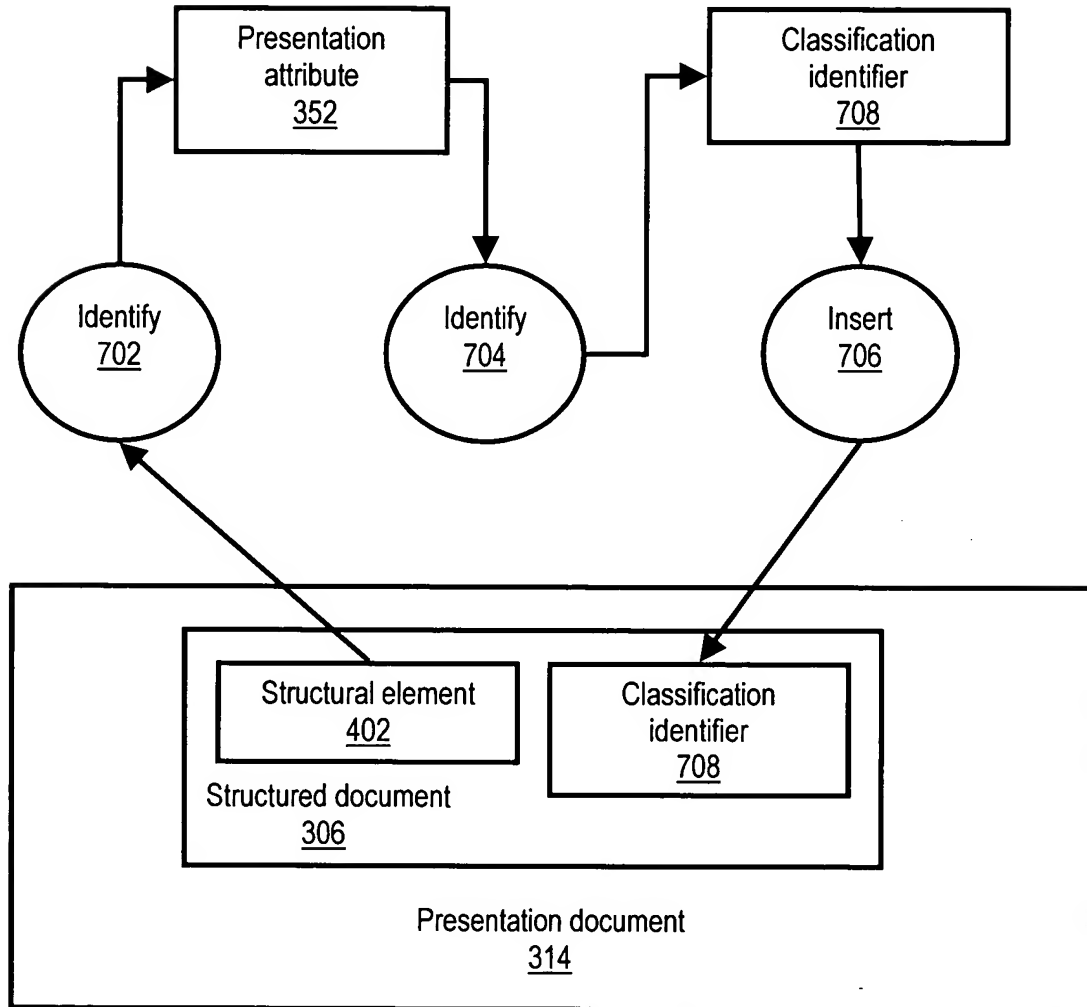 Presentation
attribute
352
Classification
identifier
708
Identify
702
Identify
704
Insert
706
Structural element
402
Classification
identifier
708
Structured document
306
Presentation document
314